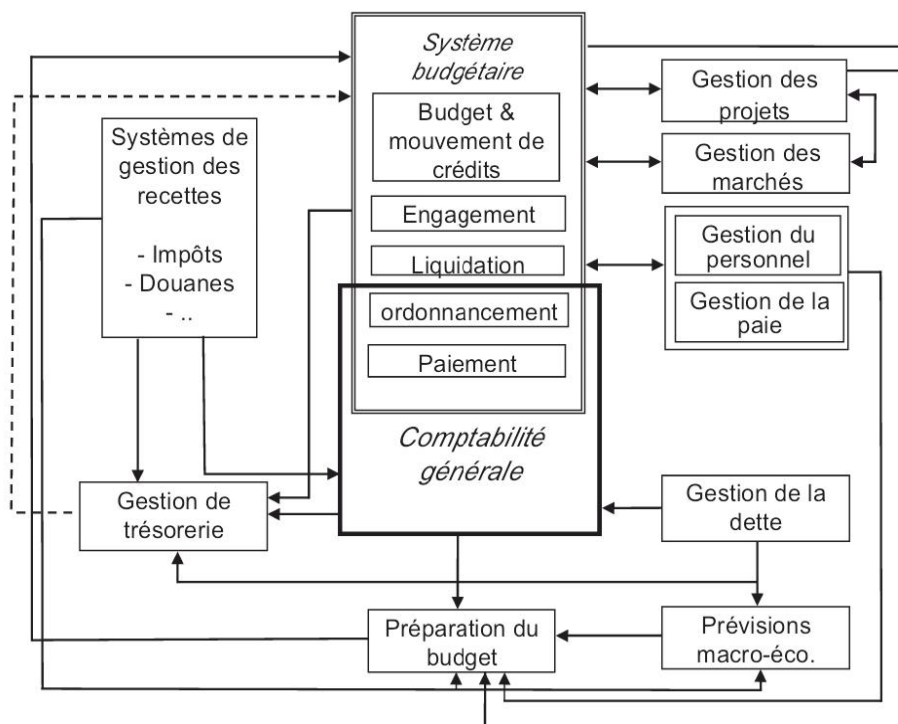 Système
budgétaire
Budget &
mouvement de
crédits
Engagement
Liquidation
ordonnancement
Paiement
Comptabilité
générale
Systèmes de
gestion des
recettes
- Impôts
- Douanes
- ..
Gestion des
projets
Gestion des
marchés
Gestion du
personnel
Gestion de la
paie
Gestion de
trésorerie
Gestion de la
dette
Préparation du
budget
Prévisions
macro-éco.